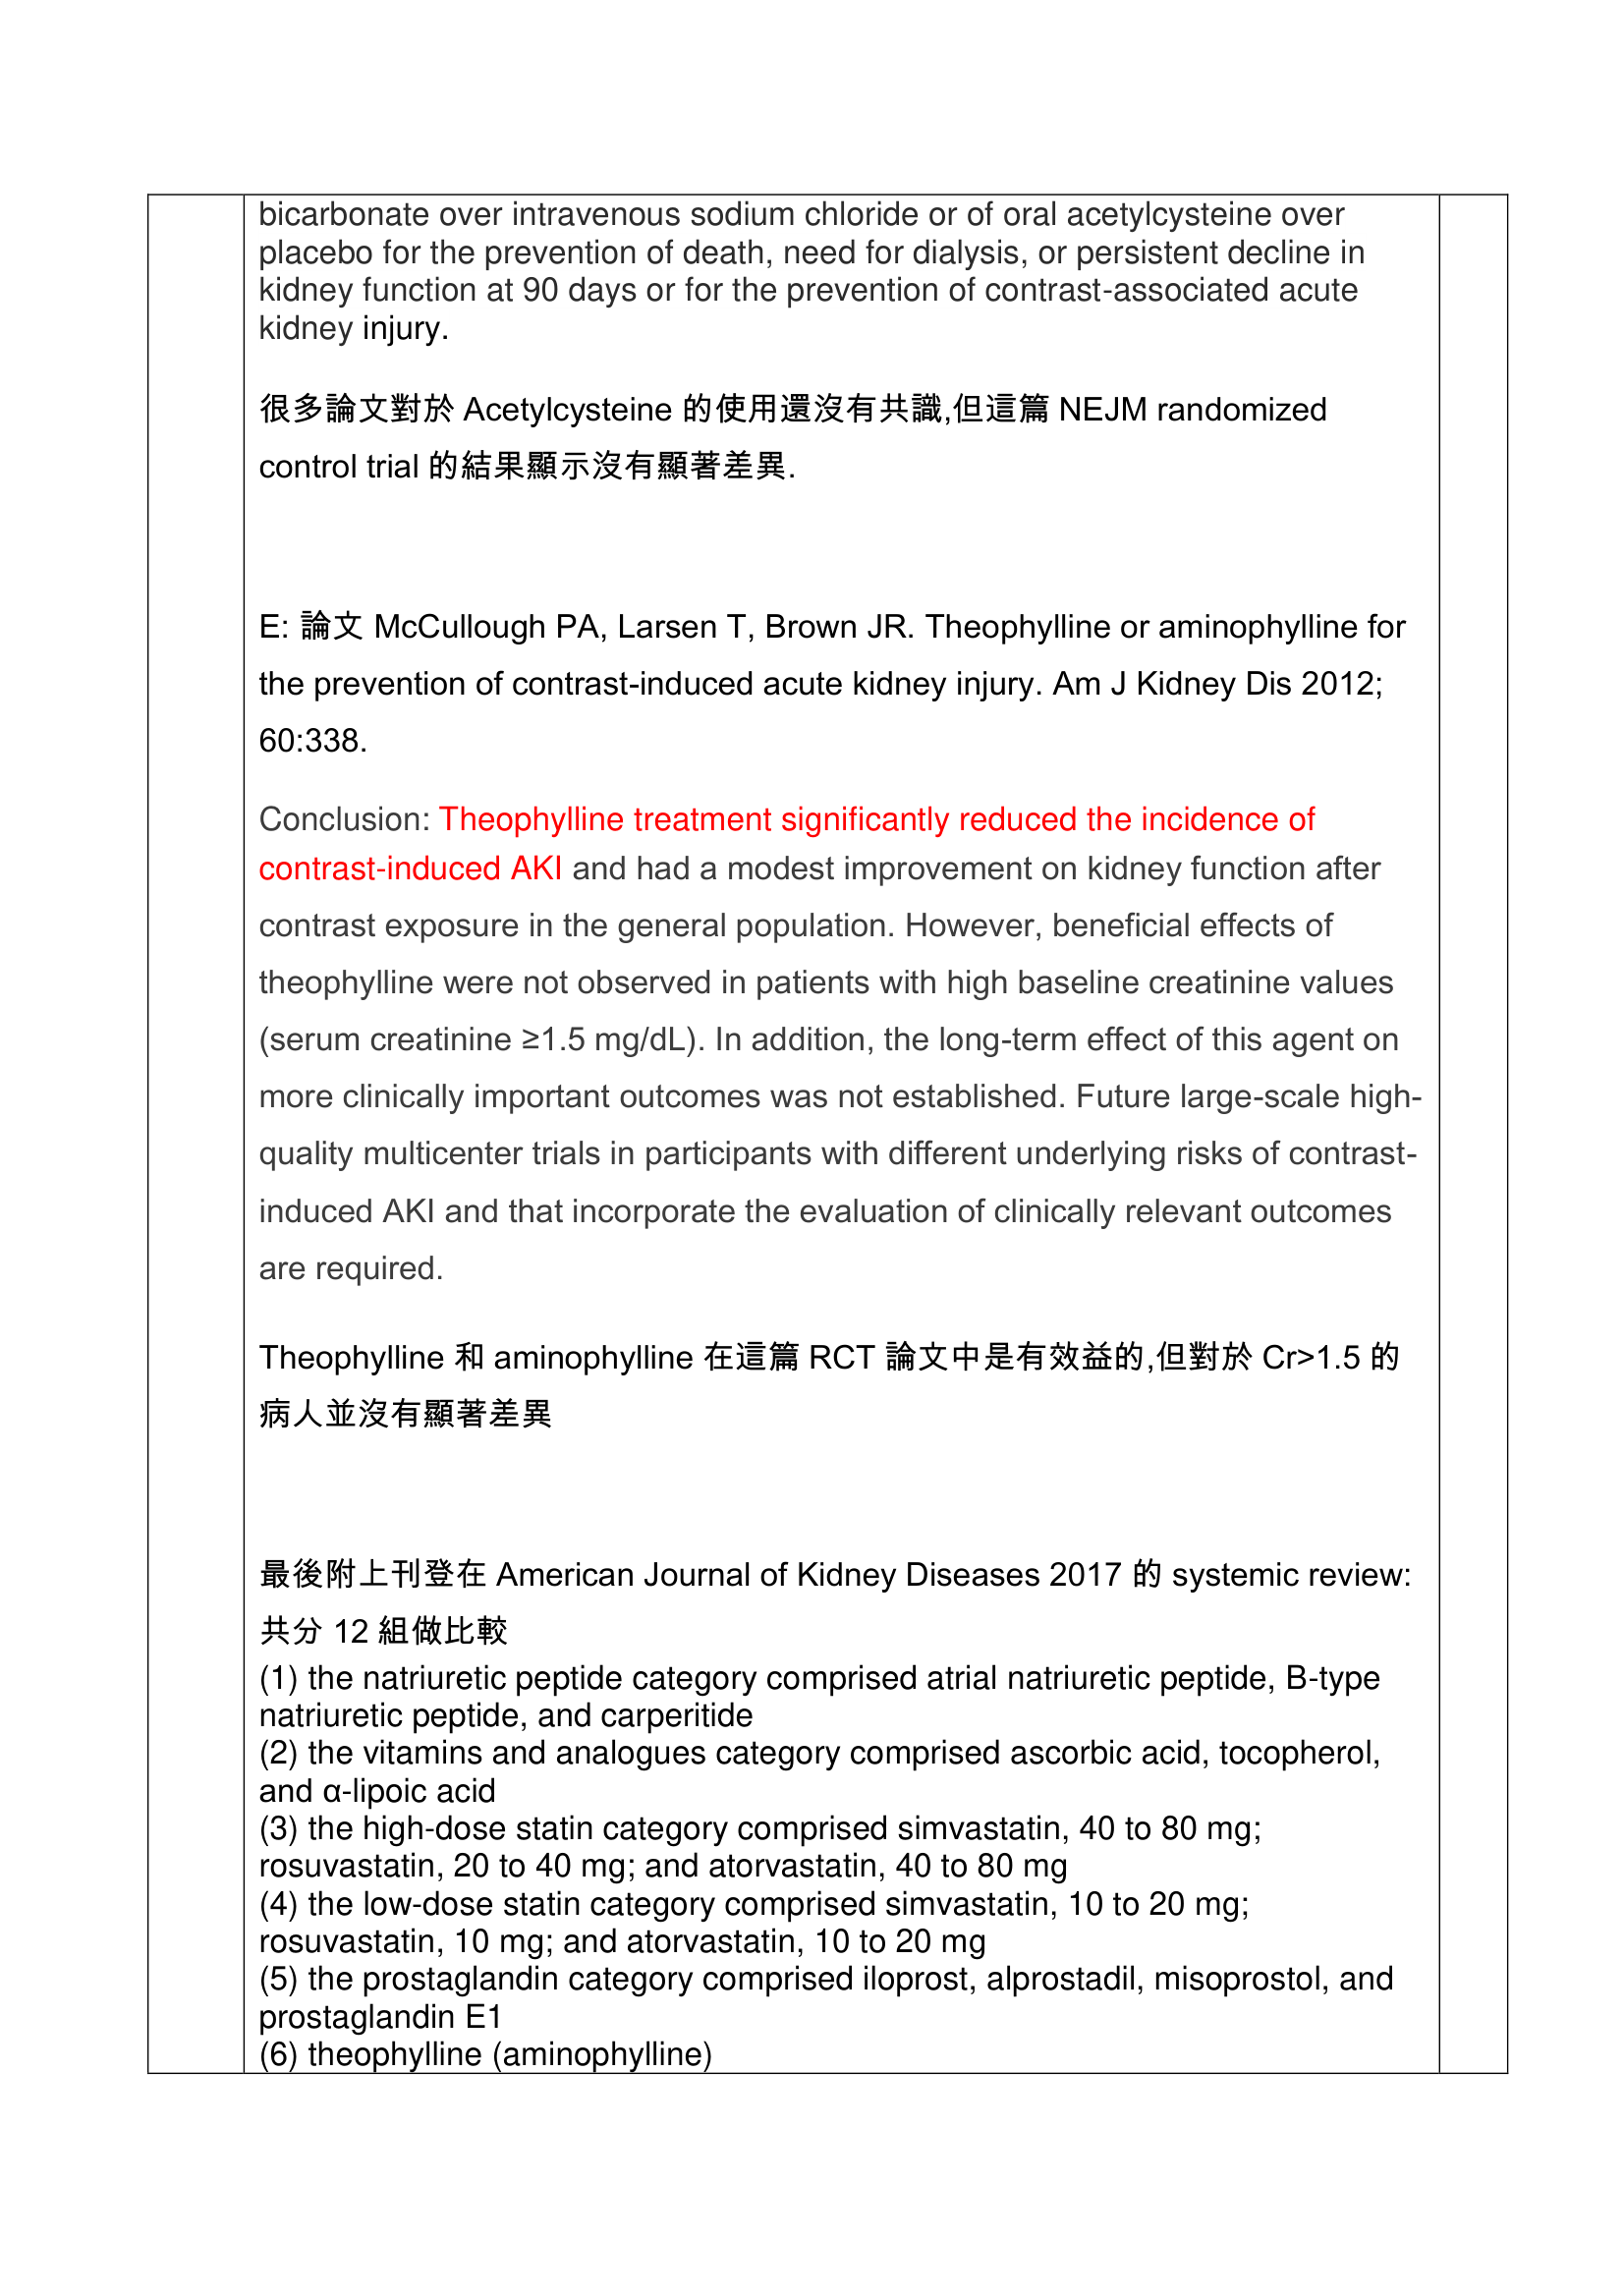 bicarbonate over intravenous sodium chloride or of oral acetylcysteine over
placebo for the prevention of death, need for dialysis, or persistent decline in
kidney function at 90 days or for the prevention of contrast-associated acute
kidney injury.
很多論文對於 Acetylcysteine 的使用還沒有共識,但這篇 NEJM randomized
control trial 的結果顯示沒有顯著差異.
E: 論文 McCullough PA, Larsen T, Brown JR. Theophylline or aminophylline for
the prevention of contrast-induced acute kidney injury. Am J Kidney Dis 2012;
60:338.
Conclusion: Theophylline treatment significantly reduced the incidence of
contrast-induced AKI and had a modest improvement on kidney function after
contrast exposure in the general population. However, beneficial effects of
theophylline were not observed in patients with high baseline creatinine values
(serum creatinine ≥1.5 mg/dL). In addition, the long-term effect of this agent on
more clinically important outcomes was not established. Future large-scale high-
quality multicenter trials in participants with different underlying risks of contrast-
induced AKI and that incorporate the evaluation of clinically relevant outcomes
are required.
Theophylline 和 aminophylline 在這篇 RCT 論文中是有效益的,但對於 Cr>1.5 的
病人並沒有顯著差異
最後附上刊登在 American Journal of Kidney Diseases 2017 的 systemic review:
共分 12 組做比較
(1) the natriuretic peptide category comprised atrial natriuretic peptide, B-type
natriuretic peptide, and carperitide
(2) the vitamins and analogues category comprised ascorbic acid, tocopherol,
and α-lipoic acid
(3) the high-dose statin category comprised simvastatin, 40 to 80 mg;
rosuvastatin, 20 to 40 mg; and atorvastatin, 40 to 80 mg
(4) the low-dose statin category comprised simvastatin, 10 to 20 mg;
rosuvastatin, 10 mg; and atorvastatin, 10 to 20 mg
(5) the prostaglandin category comprised iloprost, alprostadil, misoprostol, and
prostaglandin E1
(6) theophylline (aminophylline)